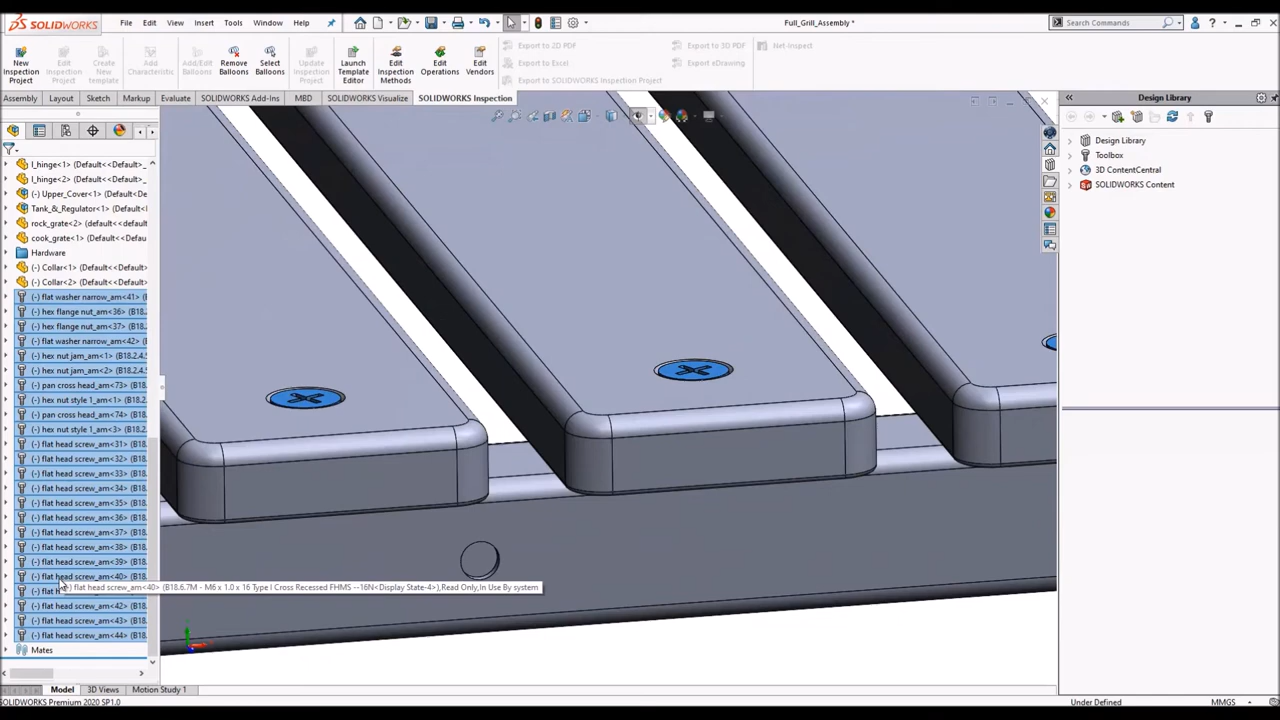 SOLIDWORKS
File Edit View Insert Tools Window Help
Full_Grill_Assembly *
Search Commands
New Inspection Project
Edit Inspection Project
Create New template
Add Characteristic
Add/Edit Balloons
Remove Balloons
Select Balloons
Update Inspection Project
Launch Template Editor
Edit Inspection Methods
Edit Operations
Edit Vendors
Export to 2D PDF
Export to Excel
Export to SOLIDWORKS Inspection Project
Export to 3D PDF
Export eDrawing
Net-Inspect
Assembly Layout Sketch Markup Evaluate SOLIDWORKS Add-Ins MBD SOLIDWORKS Visualize SOLIDWORKS Inspection
Design Library
Design Library
Toolbox
3D ContentCentral
SOLIDWORKS Content
l_hinge<1> (Default<<Default>_
l_hinge<2> (Default<<Default>_
(-) Upper_Cover<1> (Default<<De
Tank_&_Regulator<1> (Default<
rock_grate<2> (default<<default
cook_grate<1> (Default<<Default
Hardware
(-) Collar<1> (Default<<Default>
(-) Collar<2> (Default<<Default>
(-) flat washer narrow_am<41> (B
(-) hex flange nut_am<36> (B18.2
(-) hex flange nut_am<37> (B18.2
(-) flat washer narrow_am<42> (B
(-) hex nut jam_am<1> (B18.2.4.5
(-) hex nut jam_am<2> (B18.2.4.5
(-) pan cross head_am<73> (B18.
(-) hex nut style 1_am<1> (B18.2.
(-) pan cross head_am<74> (B18.
(-) hex nut style 1_am<3> (B18.2.
(-) flat head screw_am<31> (B18.
(-) flat head screw_am<32> (B18.
(-) flat head screw_am<33> (B18.
(-) flat head screw_am<34> (B18.
(-) flat head screw_am<35> (B18.
(-) flat head screw_am<36> (B18.
(-) flat head screw_am<37> (B18.
(-) flat head screw_am<38> (B18.
(-) flat head screw_am<39> (B18.
(-) flat head screw_am<40> (B18.
(-) flat h
(-) flat head screw_am<40> (B18.6.7M - M6 x 1.0 x 16 Type I Cross Recessed FHMS --16N<Display State-4>),Read Only,In Use By system
(-) flat head screw_am<42> (B18.
(-) flat head screw_am<43> (B18.
(-) flat head screw_am<44> (B18.
Mates
Model 3D Views Motion Study 1
SOLIDWORKS Premium 2020 SP1.0
Under Defined
MMGS